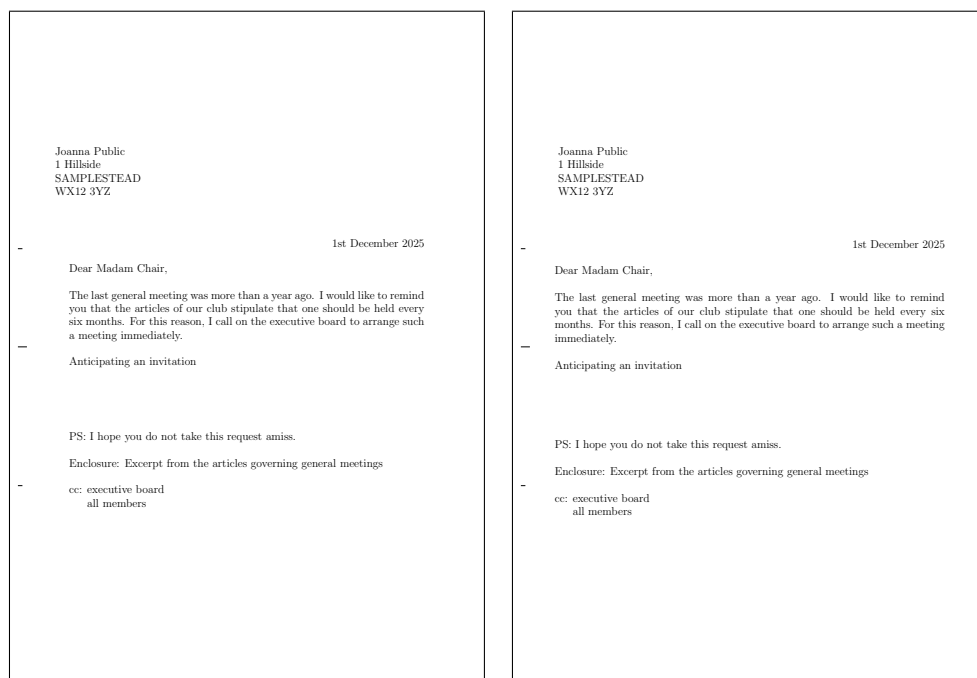 Joanna Public
1 Hillside
SAMPLESTEAD
WX12 3YZ
1st December 2025
Dear Madam Chair,
The last general meeting was more than a year ago. I would like to remind
you that the articles of our club stipulate that one should be held every
six months. For this reason, I call on the executive board to arrange such
a meeting immediately.
Anticipating an invitation
PS: I hope you do not take this request amiss.
Enclosure: Excerpt from the articles governing general meetings
cc: executive board
all members
Joanna Public
1 Hillside
SAMPLESTEAD
WX12 3YZ
1st December 2025
Dear Madam Chair,
The last general meeting was more than a year ago. I would like to remind
you that the articles of our club stipulate that one should be held every six
months. For this reason, I call on the executive board to arrange such a meeting
immediately.
Anticipating an invitation
PS: I hope you do not take this request amiss.
Enclosure: Excerpt from the articles governing general meetings
cc: executive board
all members